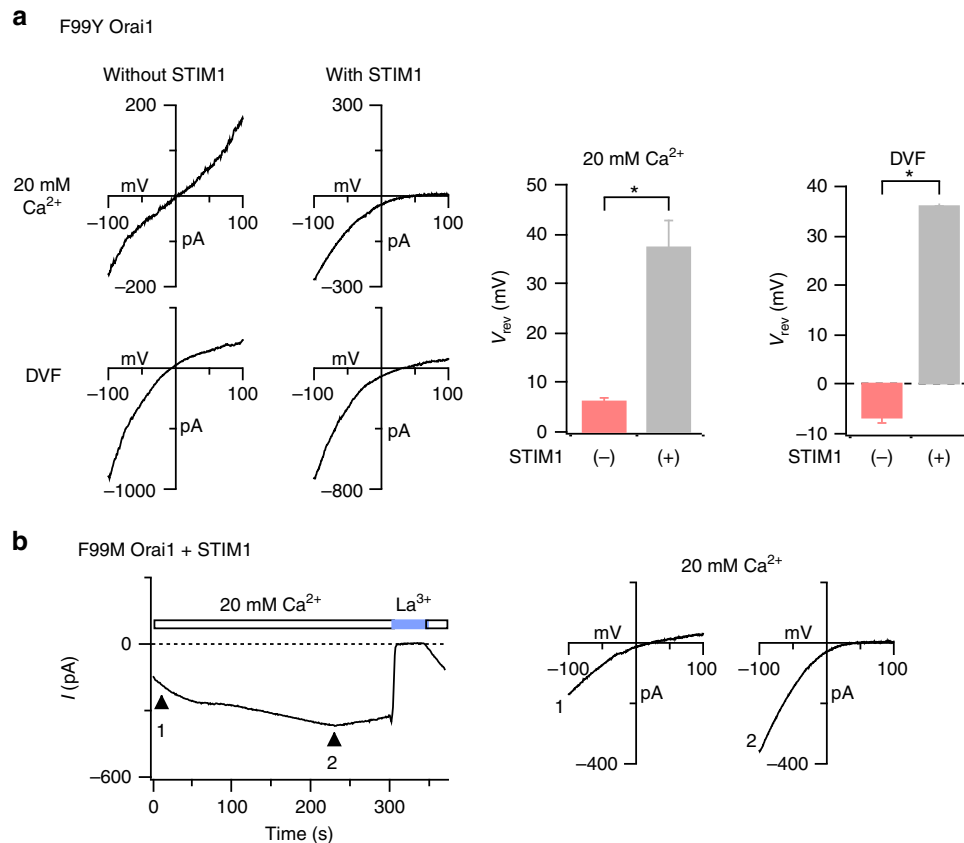 a
F99Y Orai1
Without STIM1
With STIM1
20 mM Ca²⁺
200
mV
−100
100
pA
−200
300
mV
−100
100
pA
−300
DVF
mV
−100
100
pA
−1000
mV
−100
100
pA
−800
20 mM Ca²⁺
*
50
40
30
20
10
0
V_rev (mV)
STIM1 (−) (+)
DVF
*
40
30
20
10
0
−10
V_rev (mV)
STIM1 (−) (+)
b
F99M Orai1 + STIM1
20 mM Ca²⁺ La³⁺
0
I (pA)
−600
1
2
0 100 200 300
Time (s)
20 mM Ca²⁺
mV
−100
100
1
pA
−400
mV
−100
100
2
pA
−400